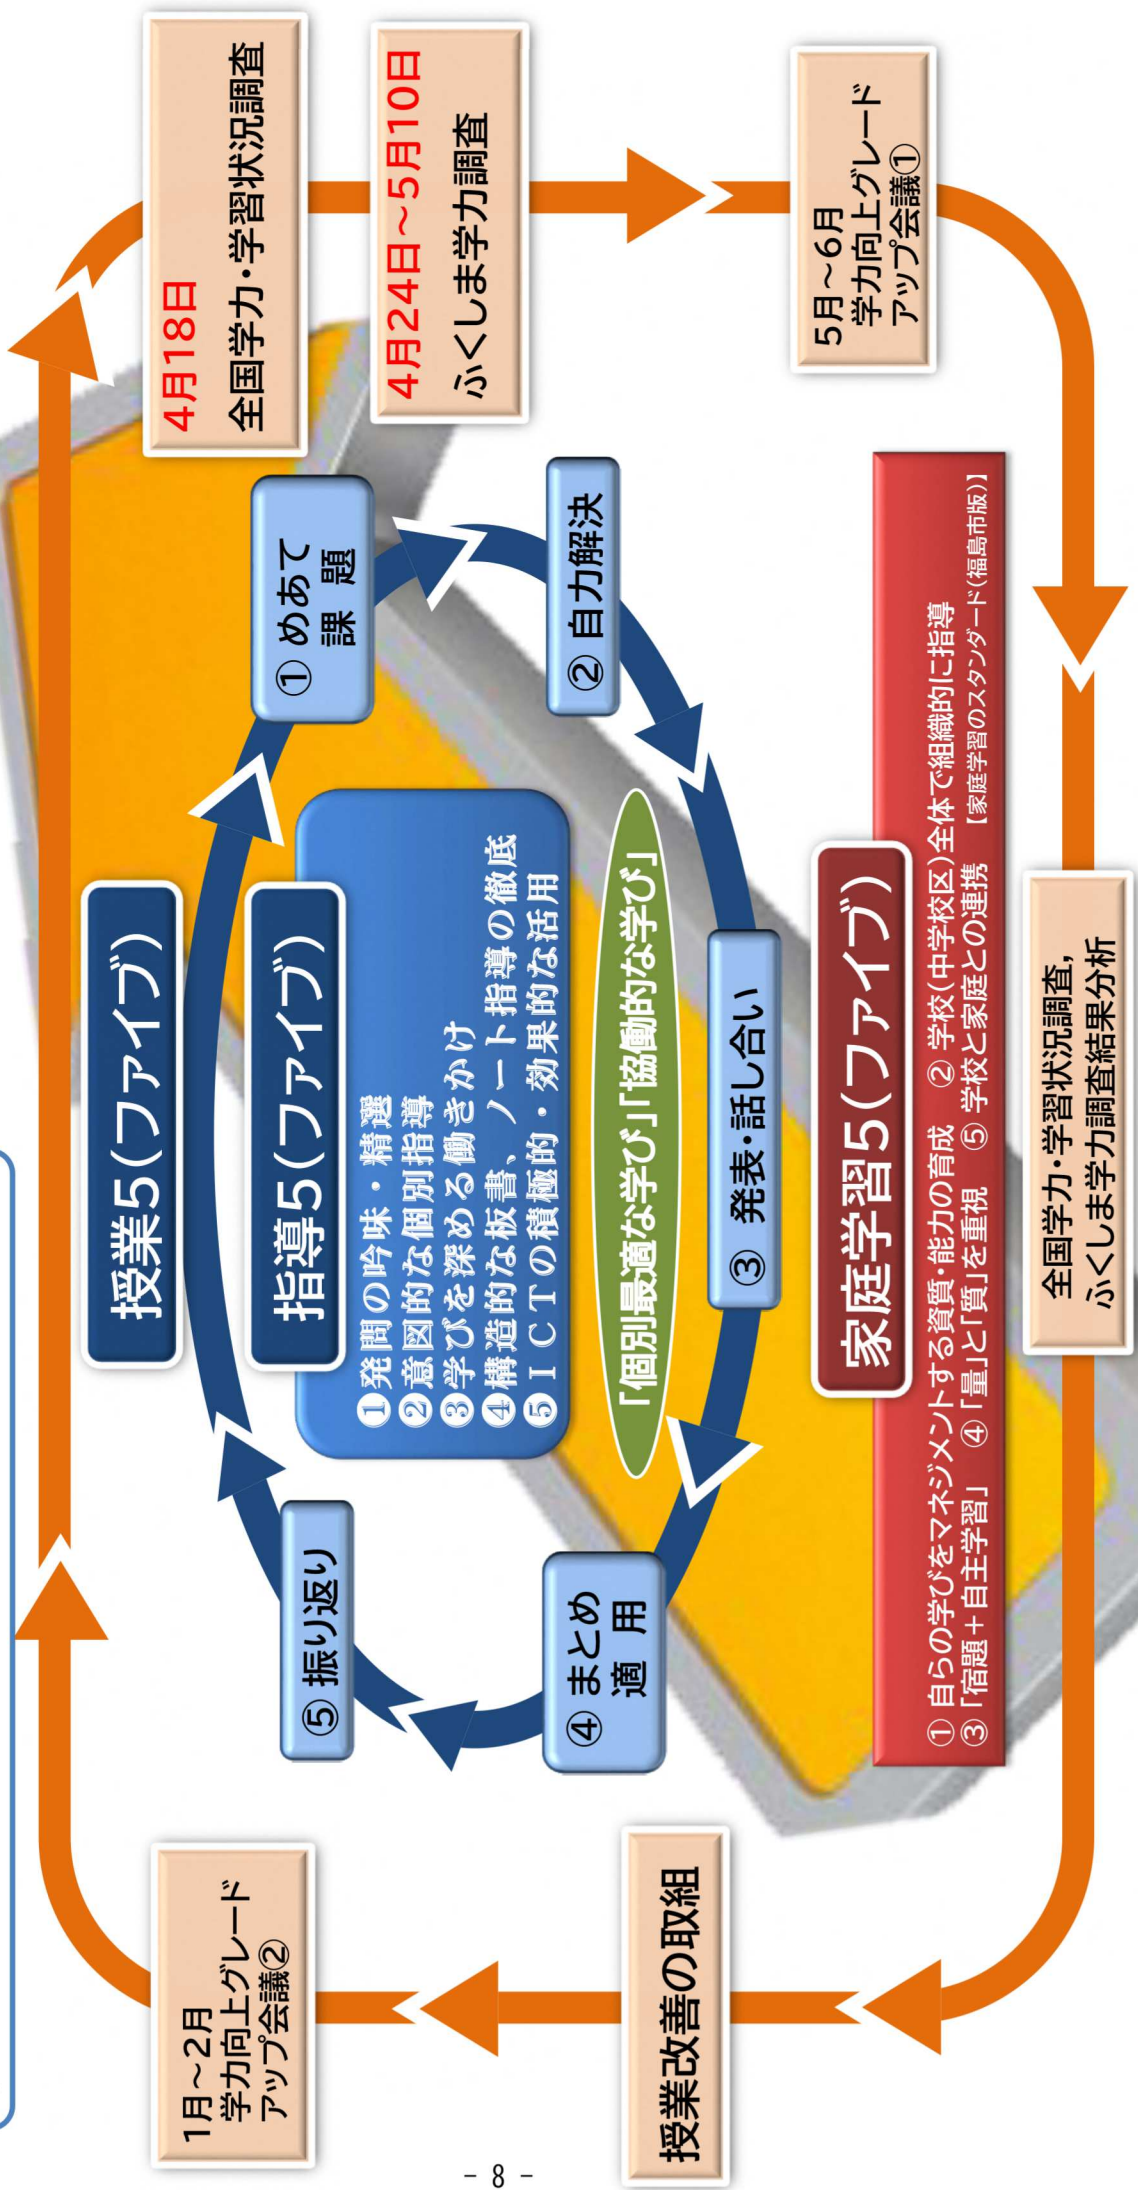 授業5(ファイブ)
指導5(ファイブ)
❶発問の吟味・精選
❷意図的な個別指導
❸学びを深める働きかけ
❹構造的な板書、ノート指導の徹底
❺ICTの積極的・効果的な活用
「個別最適な学び」「協働的な学び」
① めあて
課 題
② 自力解決
③ 発表・話し合い
④ まとめ
適 用
⑤ 振り返り
家庭学習5(ファイブ)
① 自らの学びをマネジメントする資質・能力の育成 ② 学校(中学校区)全体で組織的に指導
③「宿題+自主学習」 ④「量」と「質」を重視 ⑤ 学校と家庭との連携 【家庭学習のスタンダード(福島市版)】
4月18日
全国学力・学習状況調査
4月24日~5月10日
ふくしま学力調査
5月~6月
学力向上グレード
アップ会議①
全国学力・学習状況調査,
ふくしま学力調査結果分析
授業改善の取組
1月~2月
学力向上グレード
アップ会議②
- 8 -